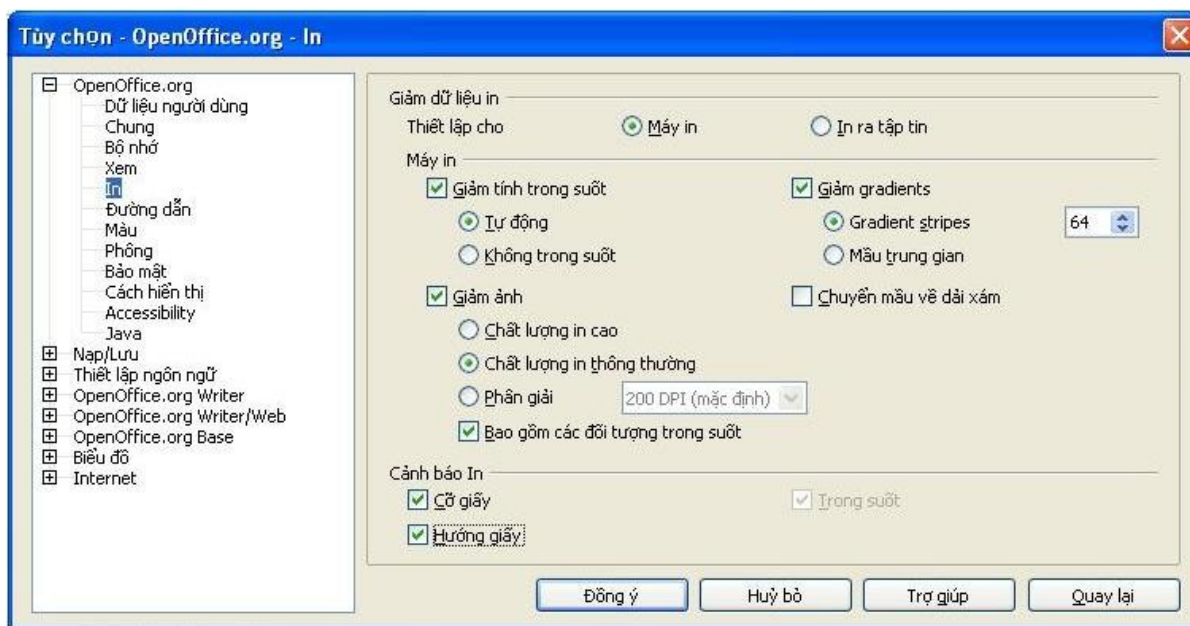 Tùy chọn - OpenOffice.org - In
OpenOffice.org
Dữ liệu người dùng
Chung
Bộ nhớ
Xem
In
Đường dẫn
Màu
Phông
Bảo mật
Cách hiển thị
Accessibility
Java
Nạp/Lưu
Thiết lập ngôn ngữ
OpenOffice.org Writer
OpenOffice.org Writer/Web
OpenOffice.org Base
Biểu đồ
Internet
Giảm dữ liệu in
Thiết lập cho Máy in In ra tập tin
Máy in
Giảm tính trong suốt Giảm gradients
Tự động Gradient stripes 64
Không trong suốt Mầu trung gian
Giảm ảnh Chuyển mầu về dải xám
Chất lượng in cao
Chất lượng in thông thường
Phân giải 200 DPI (mặc định)
Bao gồm các đối tượng trong suốt
Cảnh báo In
Cỡ giấy Trong suốt
Hướng giấy
Đồng ý Huỷ bỏ Trợ giúp Quay lại